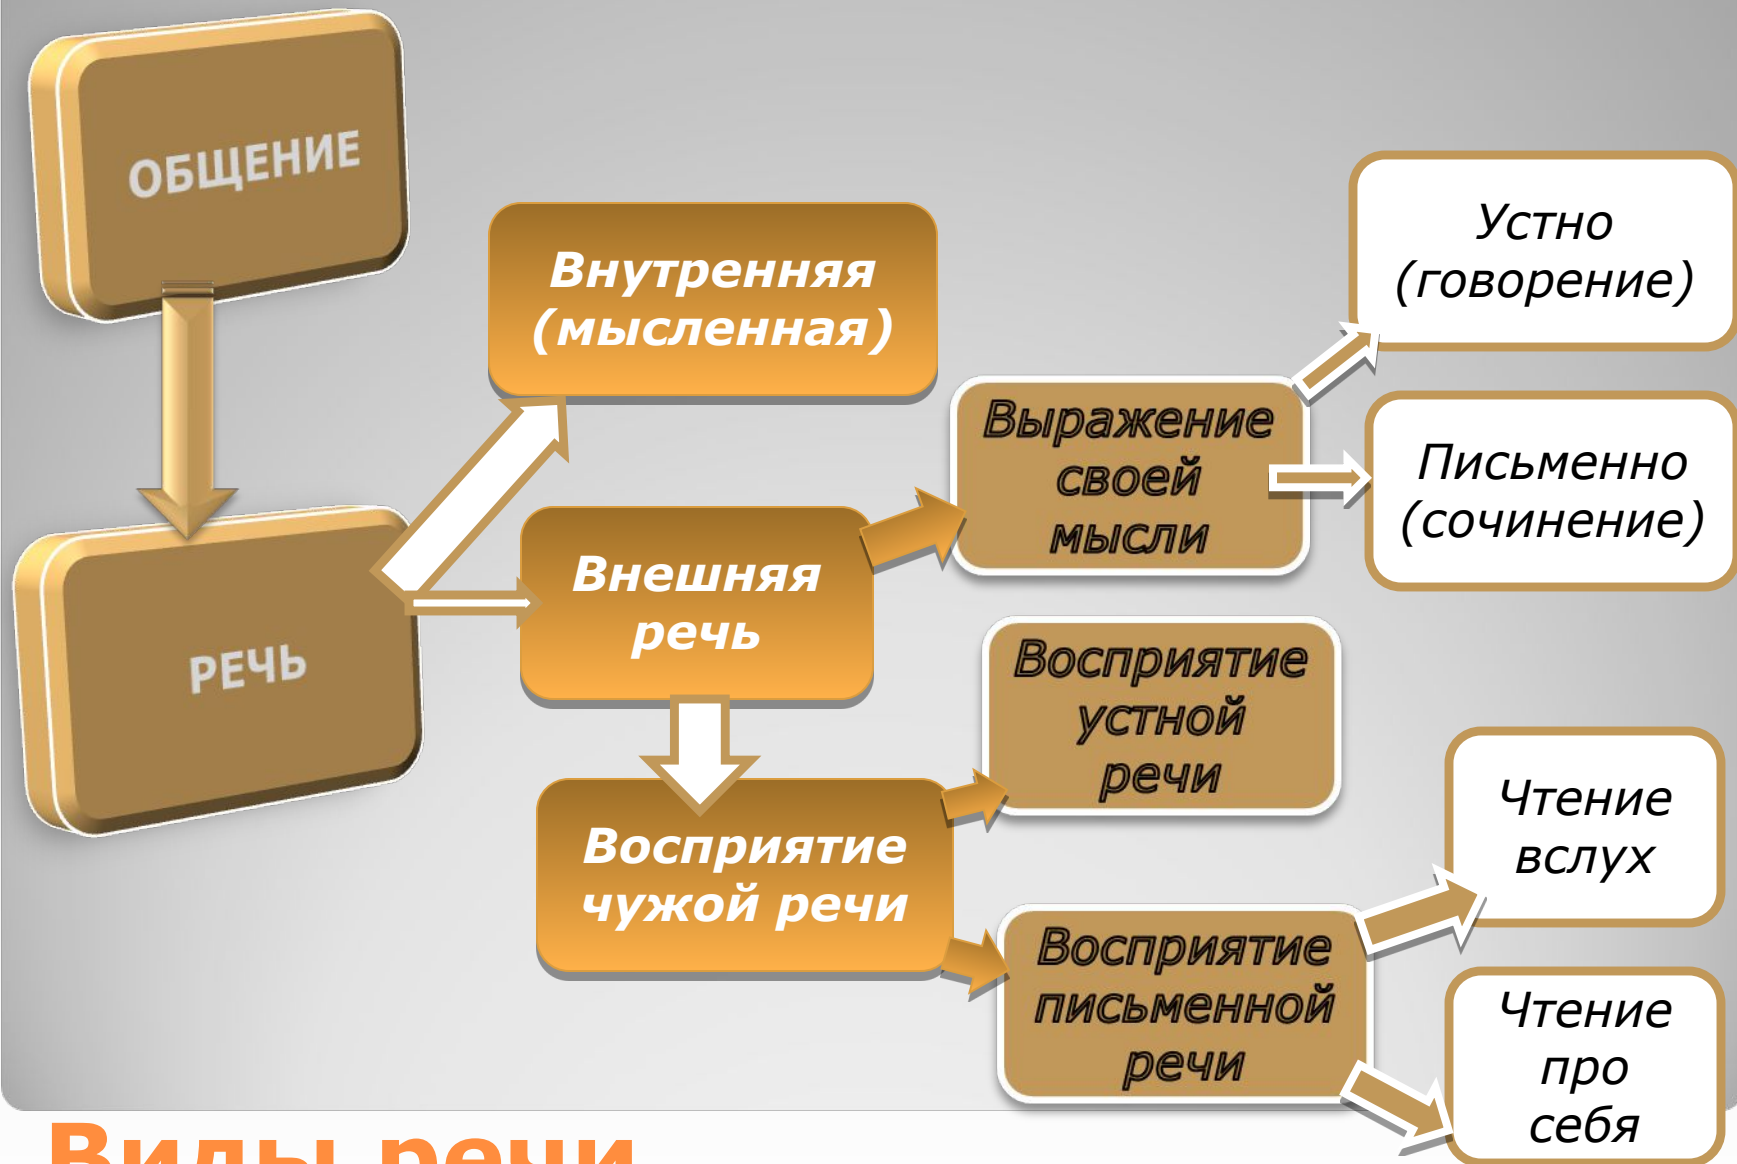 ОБЩЕНИЕ
РЕЧЬ
Внутренняя
(мысленная)
Внешняя
речь
Восприятие
чужой речи
Выражение
своей
мысли
Устно
(говорение)
Письменно
(сочинение)
Восприятие
устной
речи
Восприятие
письменной
речи
Чтение
вслух
Чтение
про
себя
Виды речи